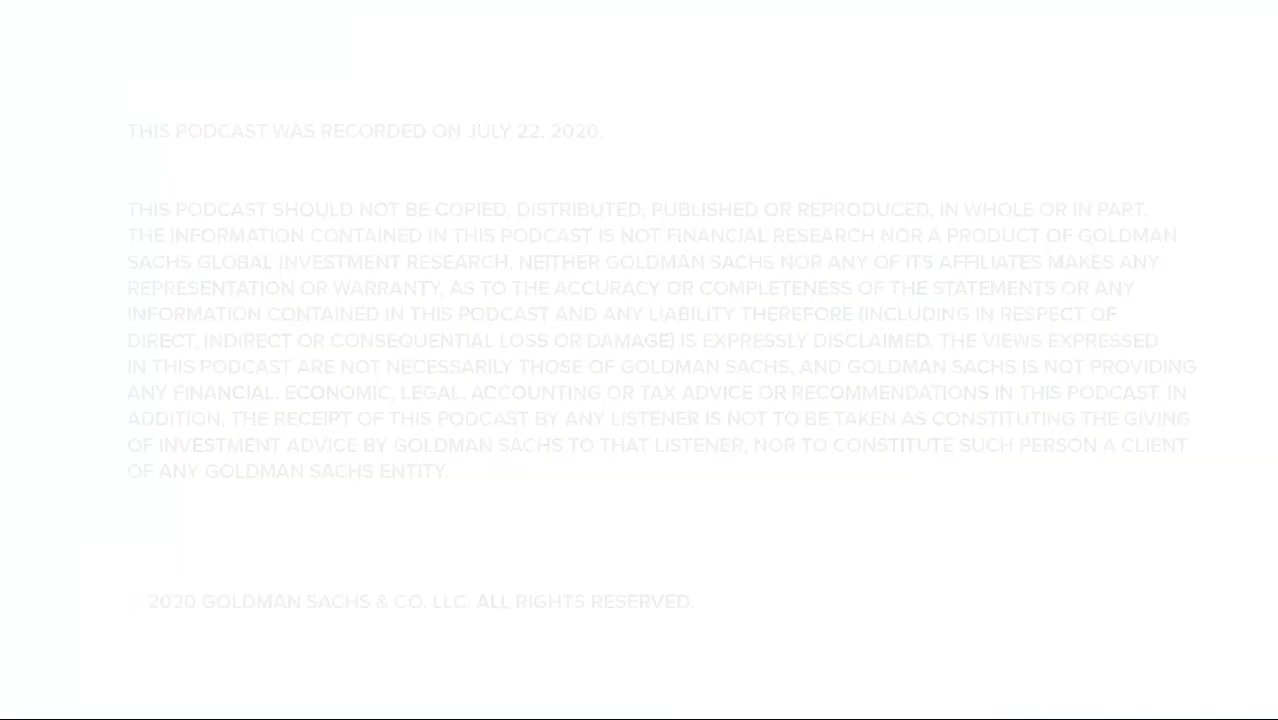 THIS PODCAST WAS RECORDED ON JULY 22, 2020.
THIS PODCAST SHOULD NOT BE COPIED, DISTRIBUTED, PUBLISHED OR REPRODUCED, IN WHOLE OR IN PART.
THE INFORMATION CONTAINED IN THIS PODCAST IS NOT FINANCIAL RESEARCH NOR A PRODUCT OF GOLDMAN
SACHS GLOBAL INVESTMENT RESEARCH. NEITHER GOLDMAN SACHS NOR ANY OF ITS AFFILIATES MAKES ANY
REPRESENTATION OR WARRANTY, AS TO THE ACCURACY OR COMPLETENESS OF THE STATEMENTS OR ANY
INFORMATION CONTAINED IN THIS PODCAST AND ANY LIABILITY THEREFORE (INCLUDING IN RESPECT OF
DIRECT, INDIRECT OR CONSEQUENTIAL LOSS OR DAMAGE) IS EXPRESSLY DISCLAIMED. THE VIEWS EXPRESSED
IN THIS PODCAST ARE NOT NECESSARILY THOSE OF GOLDMAN SACHS, AND GOLDMAN SACHS IS NOT PROVIDING
ANY FINANCIAL, ECONOMIC, LEGAL, ACCOUNTING OR TAX ADVICE OR RECOMMENDATIONS IN THIS PODCAST. IN
ADDITION, THE RECEIPT OF THIS PODCAST BY ANY LISTENER IS NOT TO BE TAKEN AS CONSTITUTING THE GIVING
OF INVESTMENT ADVICE BY GOLDMAN SACHS TO THAT LISTENER, NOR TO CONSTITUTE SUCH PERSON A CLIENT
OF ANY GOLDMAN SACHS ENTITY.
© 2020 GOLDMAN SACHS & CO. LLC. ALL RIGHTS RESERVED.